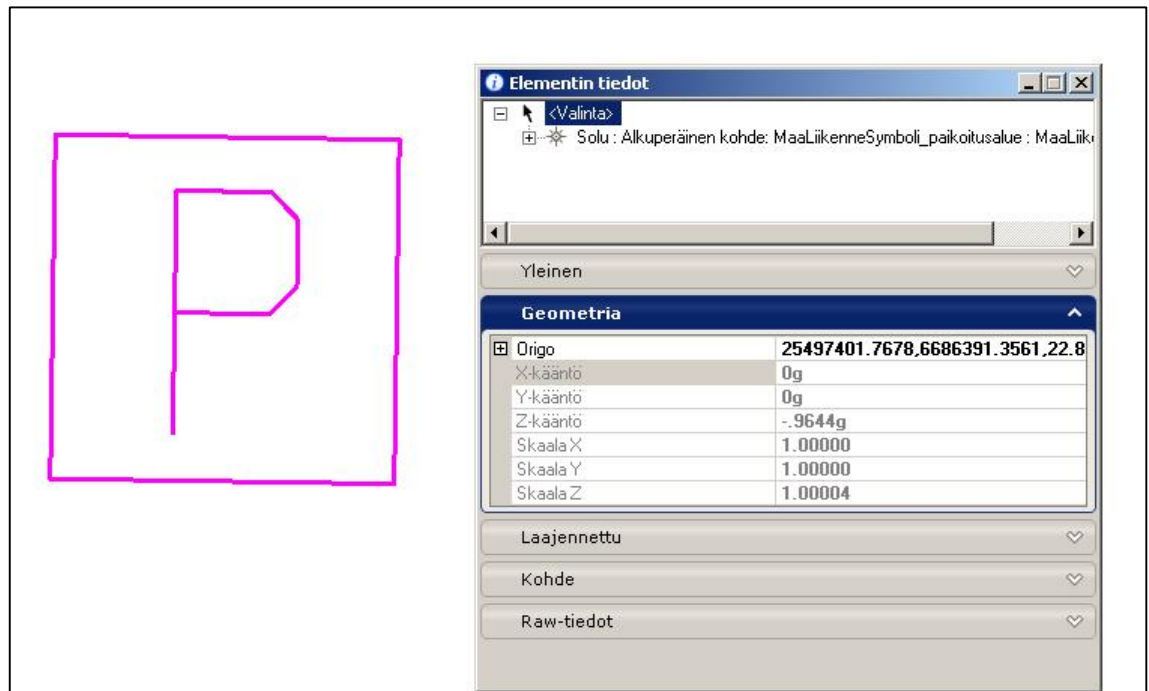 P
Elementin tiedot
<Valinta>
Solu : Alkuperäinen kohde: MaaLiikenneSymboli_paikoitusalue : MaaLiik
Yleinen
Geometria
Origo 25497401.7678,6686391.3561,22.8
X-kääntö 0g
Y-kääntö 0g
Z-kääntö -.9644g
Skaala X 1.00000
Skaala Y 1.00000
Skaala Z 1.00004
Laajennettu
Kohde
Raw-tiedot